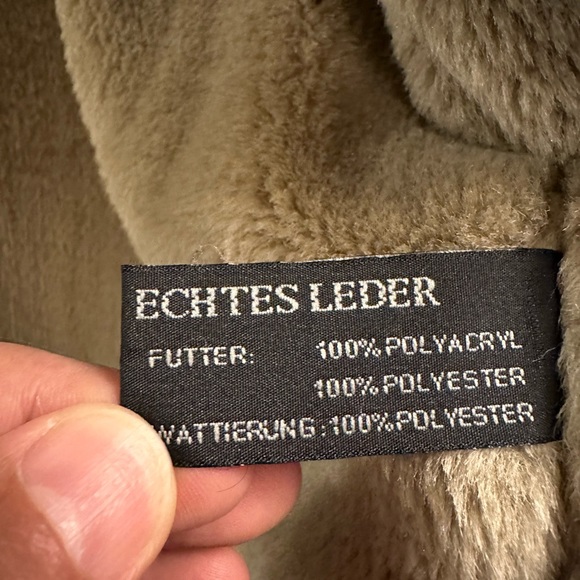 ECHTES LEDER
FUTTER: 100% POLYACRYL
100% POLYESTER
WATTIERUNG: 100% POLYESTER